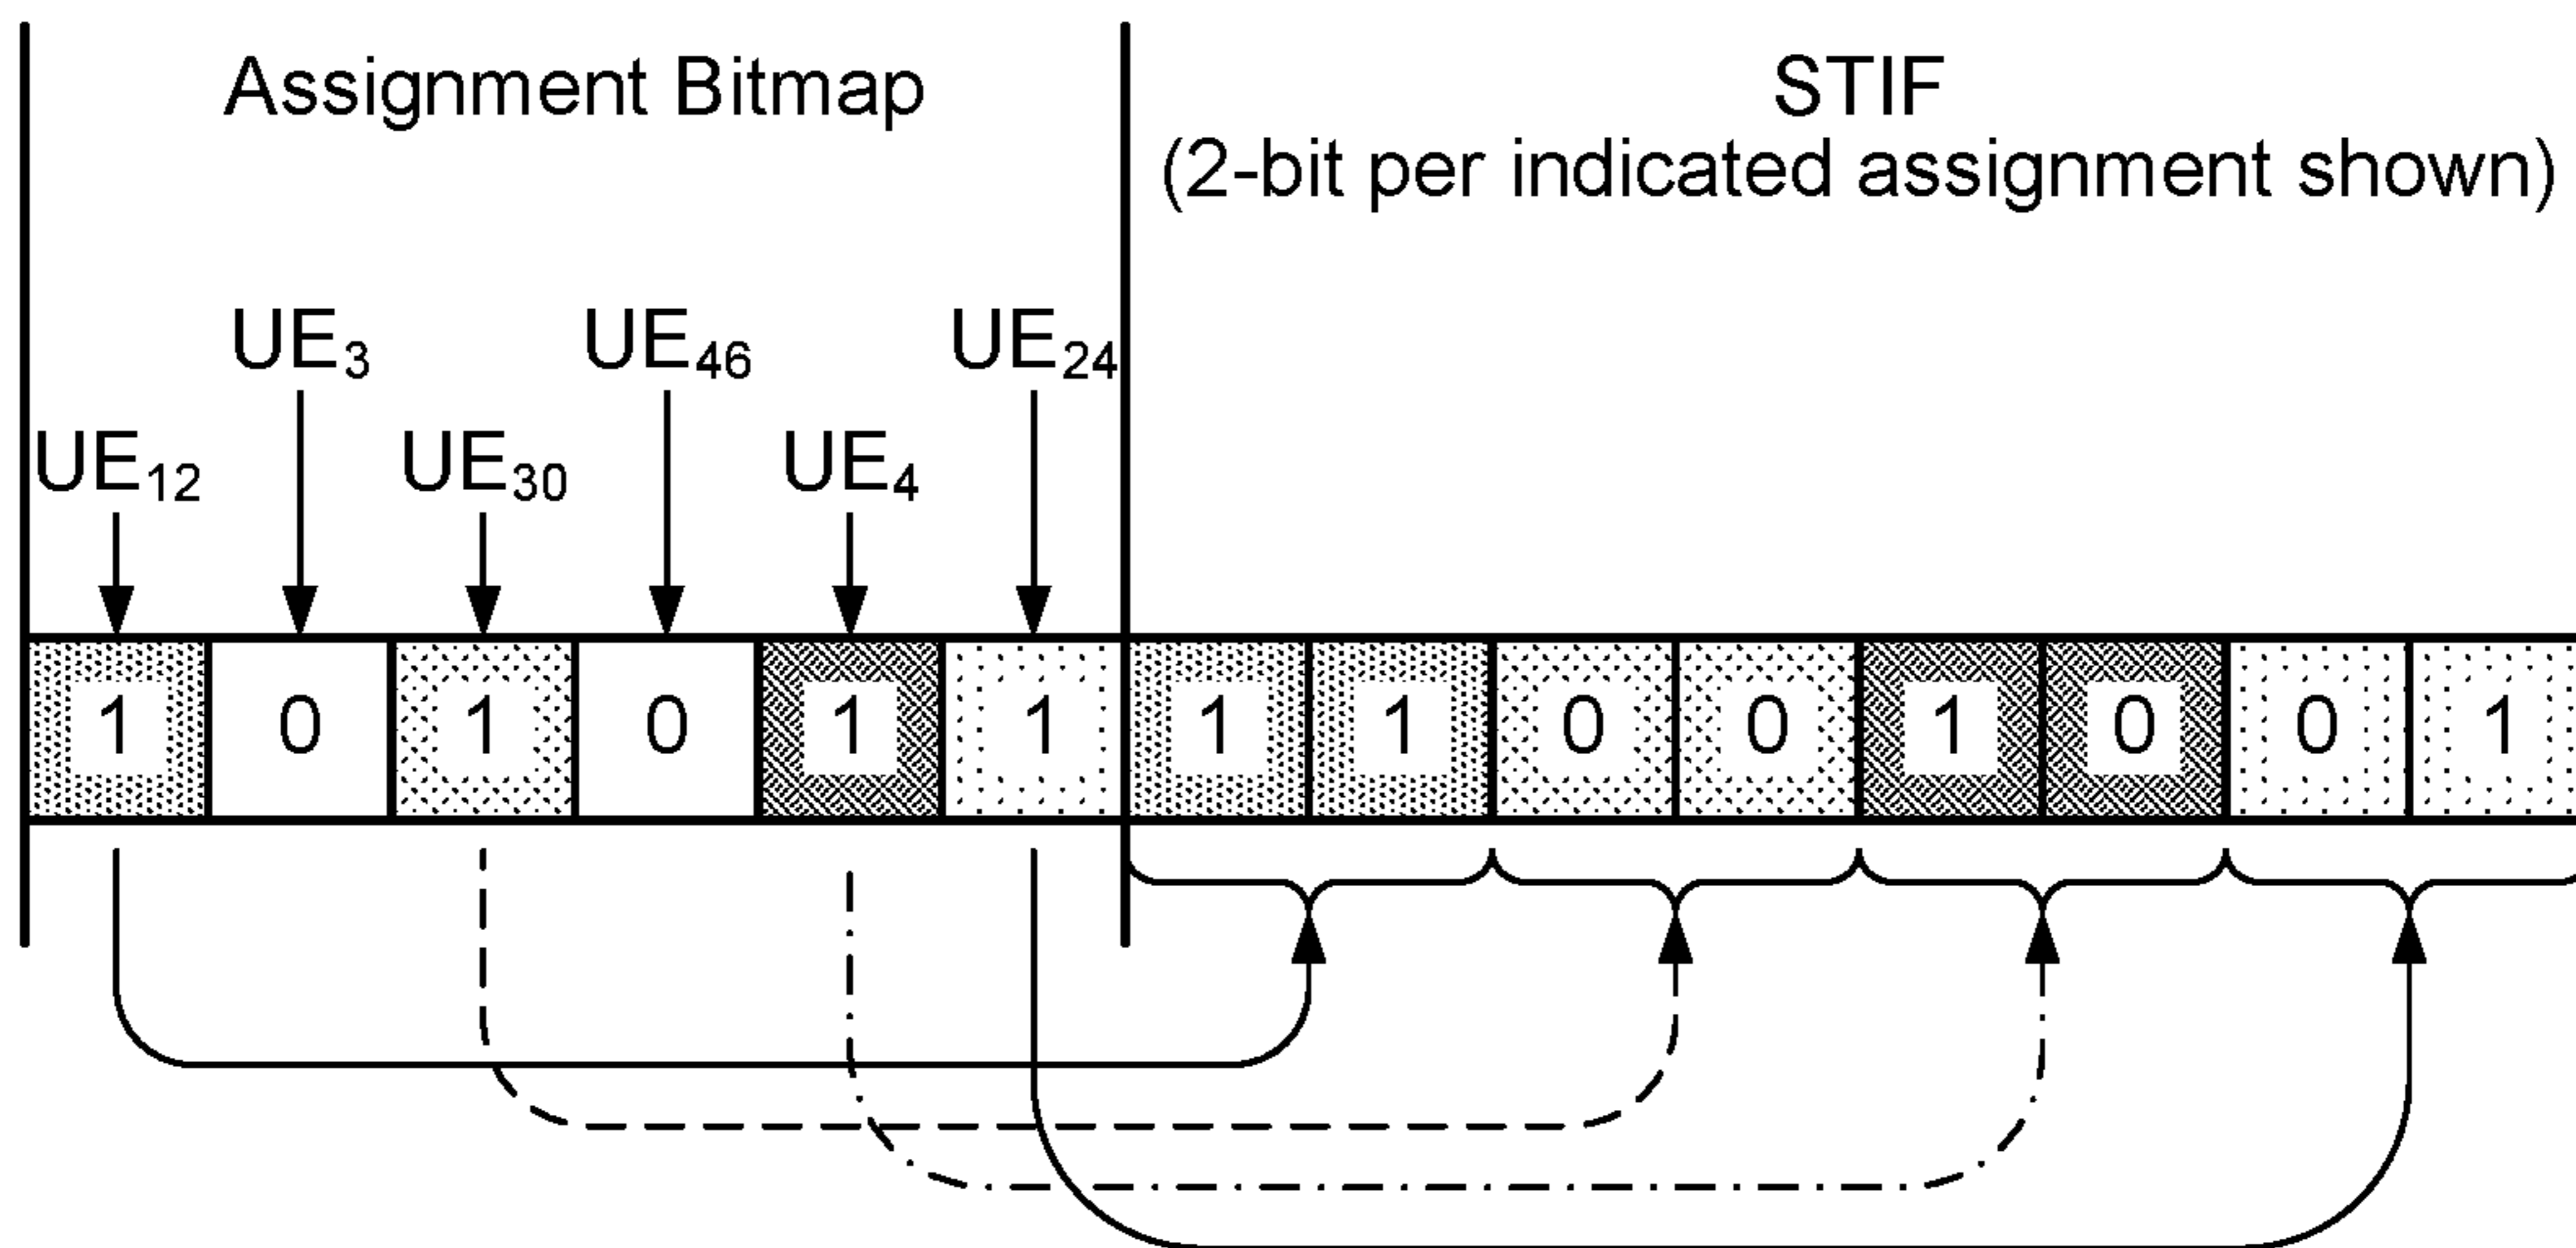 Assignment Bitmap
STIF
(2-bit per indicated assignment shown)
UE3 UE46 UE24
UE12 UE30 UE4
1 0 1 0 1 1 1 1 0 0 1 0 0 1